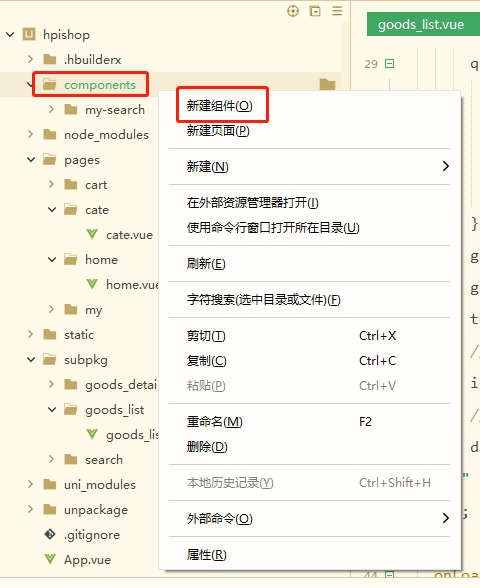 hpishop
.hbuilderx
components
my-search
node_modules
pages
cart
cate
cate.vue
home
home.vue
my
static
subpkg
goods_detai
goods_list
goods_lis
search
uni_modules
unpackage
.gitignore
App.vue
新建组件(O)
新建页面(P)
新建(N)
在外部资源管理器打开(I)
使用命令行窗口打开所在目录(U)
刷新(E)
字符搜索(选中目录或文件)(F)
剪切(T) Ctrl+X
复制(C) Ctrl+C
粘贴(P) Ctrl+V
重命名(M) F2
删除(D)
本地历史记录(Y) Ctrl+Shift+H
外部命令(O)
属性(R)
goods_list.vue
29 q
}
g
g
to
//
i
//
d
"
;
44 onLoa